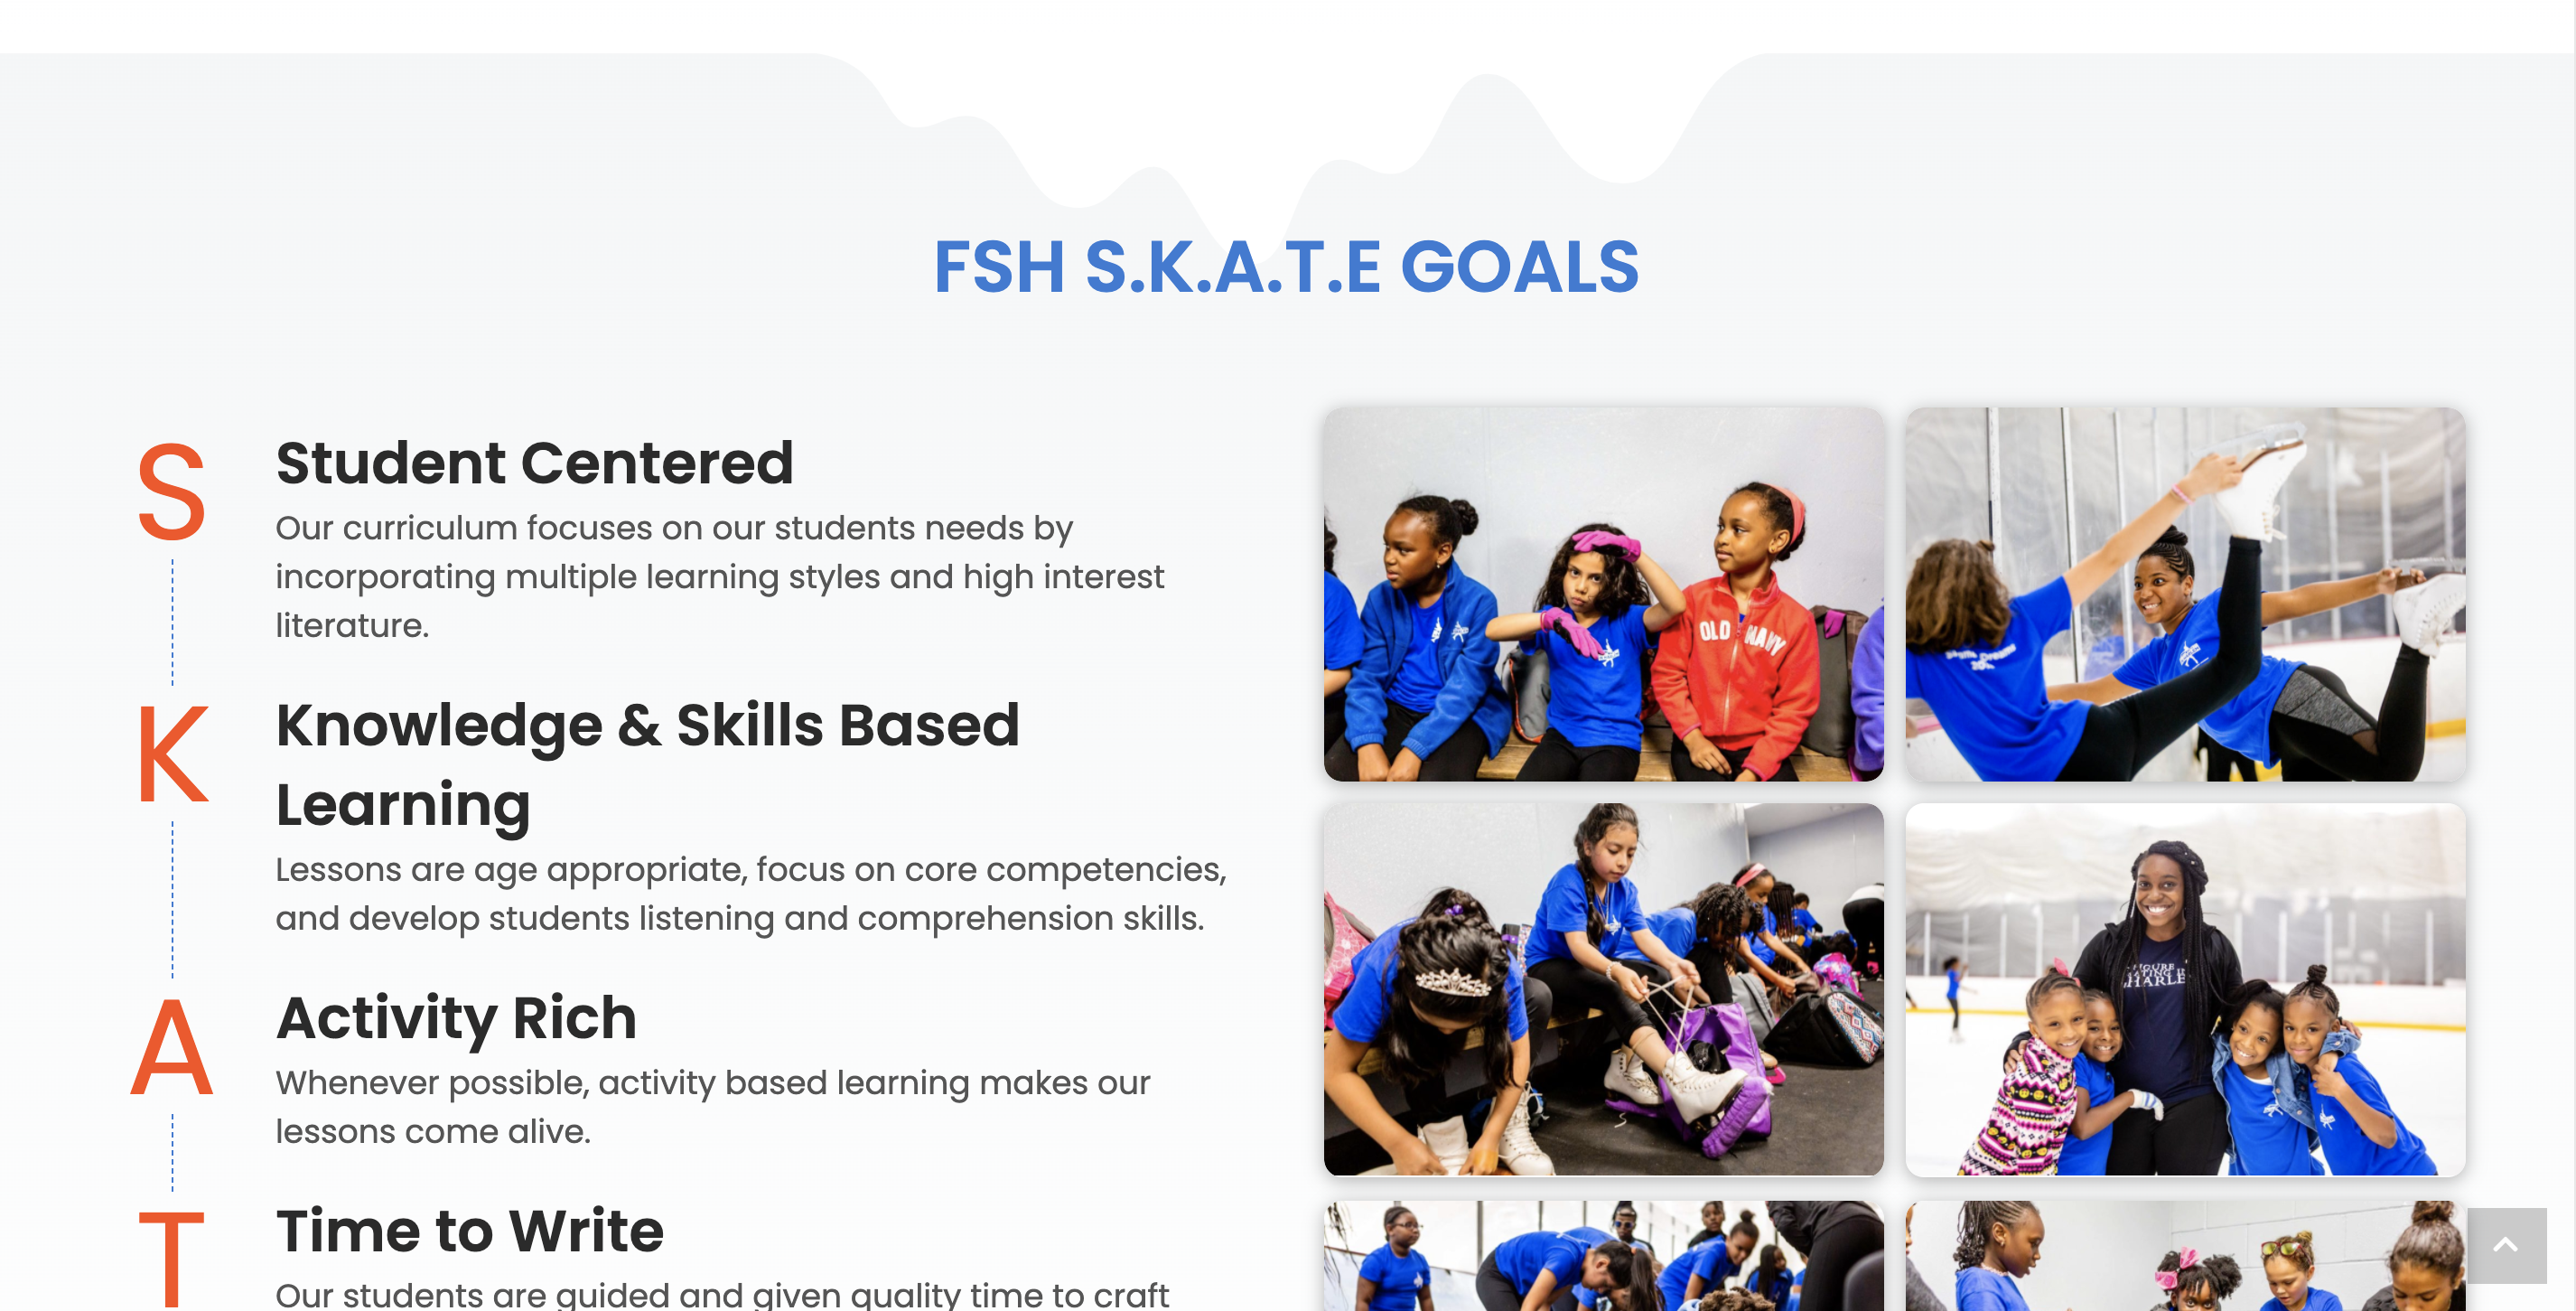 FSH S.K.A.T.E GOALS
S
Student Centered
Our curriculum focuses on our students needs by
incorporating multiple learning styles and high interest
literature.
K
Knowledge & Skills Based
Learning
Lessons are age appropriate, focus on core competencies,
and develop students listening and comprehension skills.
A
Activity Rich
Whenever possible, activity based learning makes our
lessons come alive.
T
Time to Write
Our students are guided and given quality time to craft
OLD NAVY